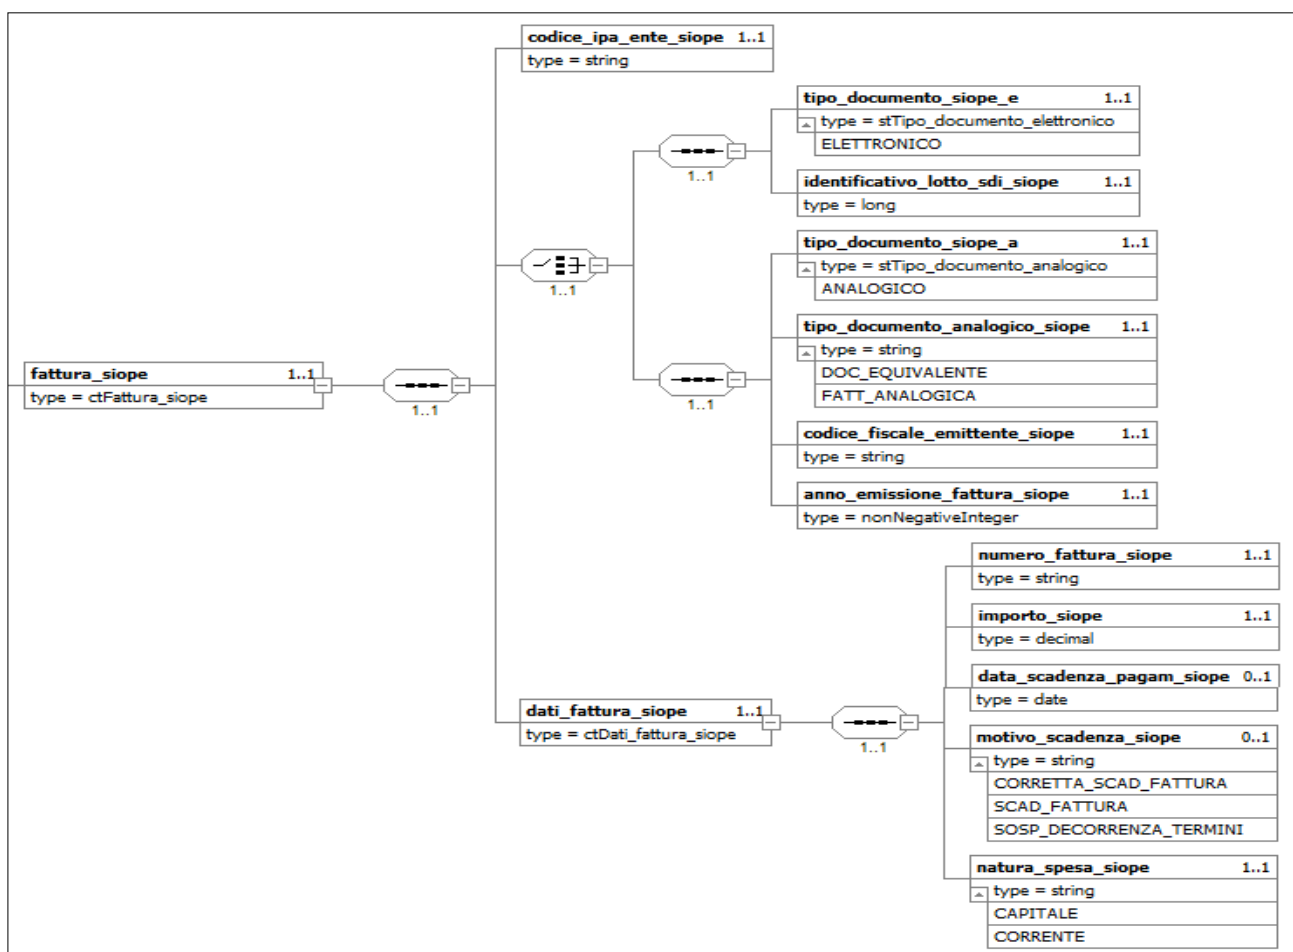 codice_ipa_ente_siope 1..1
type = string
tipo_documento_siope_e 1..1
type = stTipo_documento_elettronico
ELETTRONICO
1..1
identificativo_lotto_sdi_siope 1..1
type = long
1..1
tipo_documento_siope_a 1..1
type = stTipo_documento_analogico
ANALOGICO
tipo_documento_analogico_siope 1..1
type = string
DOC_EQUIVALENTE
FATT_ANALOGICA
1..1
codice_fiscale_emittente_siope 1..1
type = string
anno_emissione_fattura_siope 1..1
type = nonNegativeInteger
fattura_siope 1..1
type = ctFattura_siope
1..1
dati_fattura_siope 1..1
type = ctDati_fattura_siope
1..1
numero_fattura_siope 1..1
type = string
importo_siope 1..1
type = decimal
data_scadenza_pagam_siope 0..1
type = date
motivo_scadenza_siope 0..1
type = string
CORRETTA_SCAD_FATTURA
SCAD_FATTURA
SOSP_DECORRENZA_TERMINI
natura_spesa_siope 1..1
type = string
CAPITALE
CORRENTE